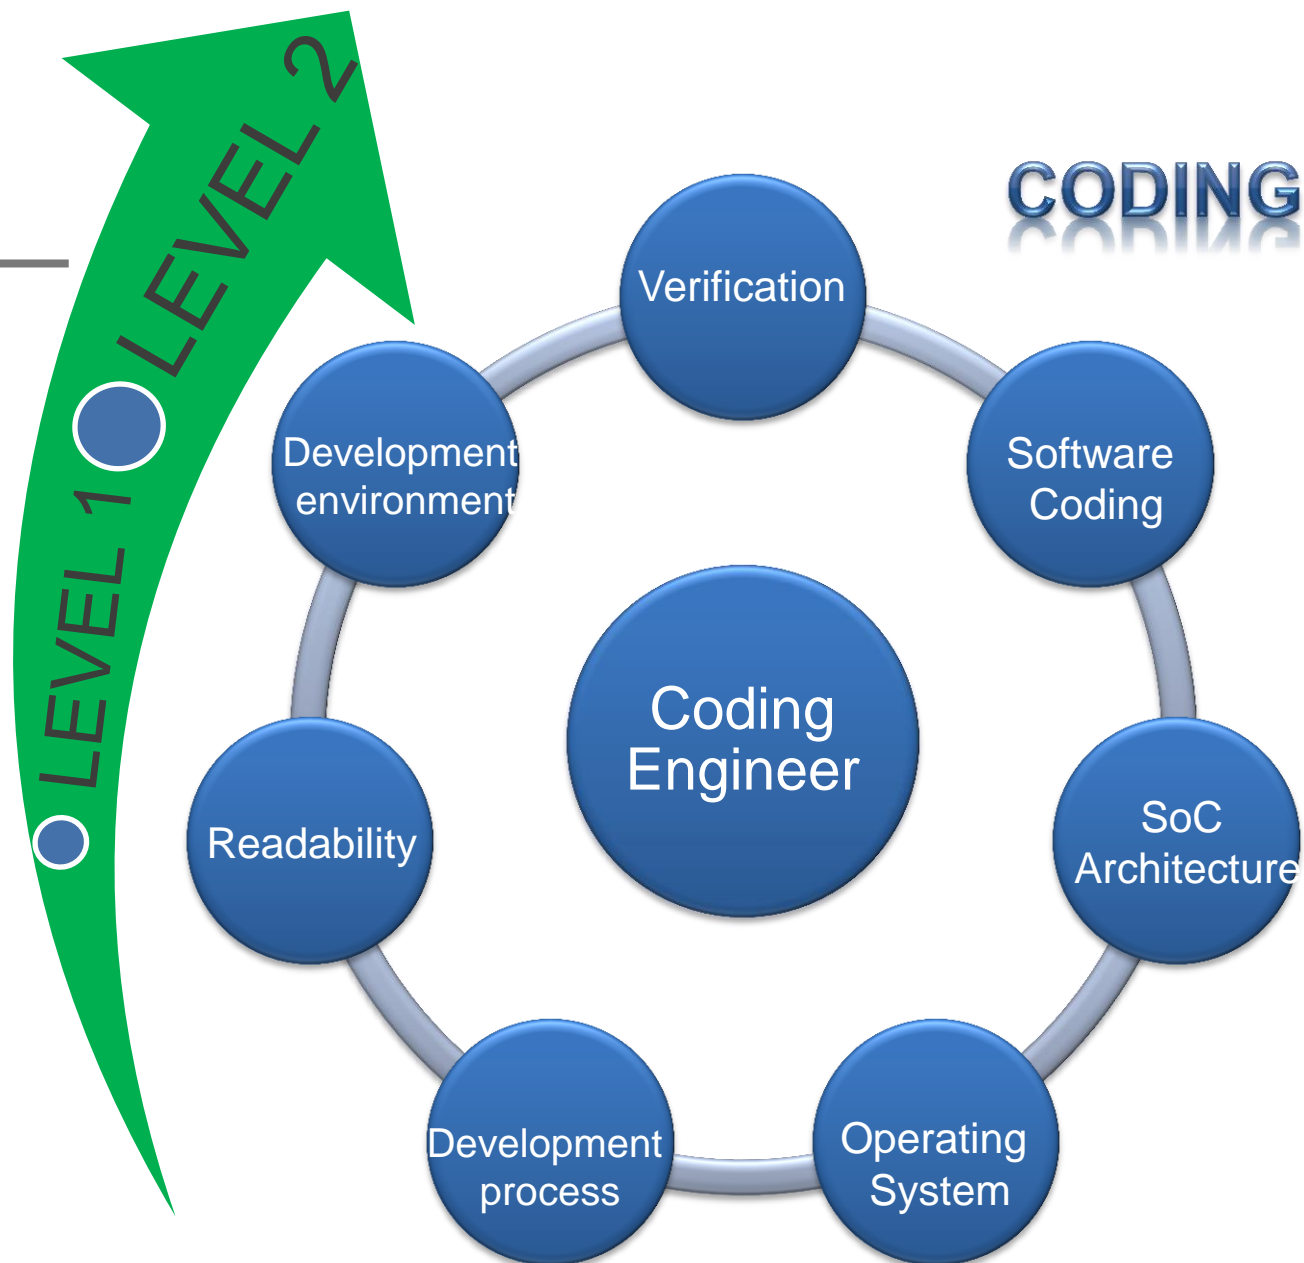 LEVEL 2
LEVEL 1
CODING
Verification
Software
Coding
SoC
Architecture
Operating
System
Development
process
Readability
Development
environment
Coding
Engineer